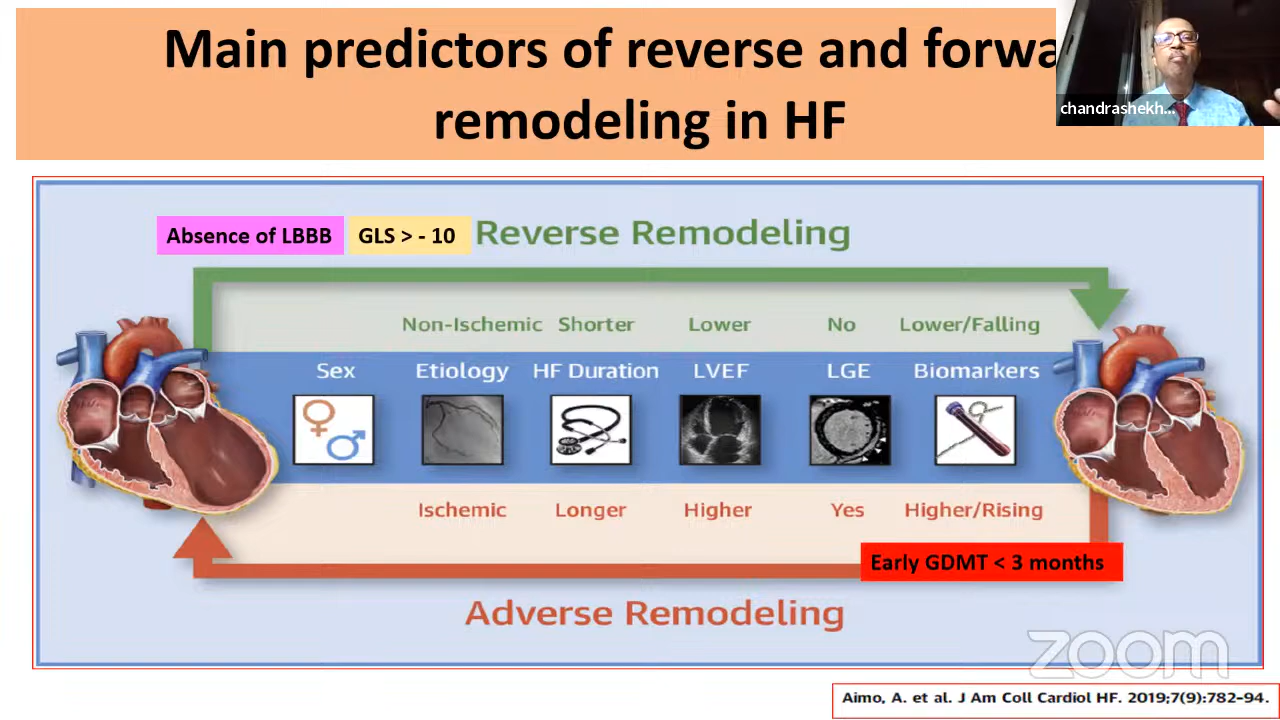 Main predictors of reverse and forwa
remodeling in HF
chandrashekh...
Absence of LBBB
GLS > - 10
Reverse Remodeling
Non-Ischemic Shorter Lower No Lower/Falling
Sex Etiology HF Duration LVEF LGE Biomarkers
Ischemic Longer Higher Yes Higher/Rising
Early GDMT < 3 months
Adverse Remodeling
zoom
Aimo, A. et al. J Am Coll Cardiol HF. 2019;7(9):782-94.